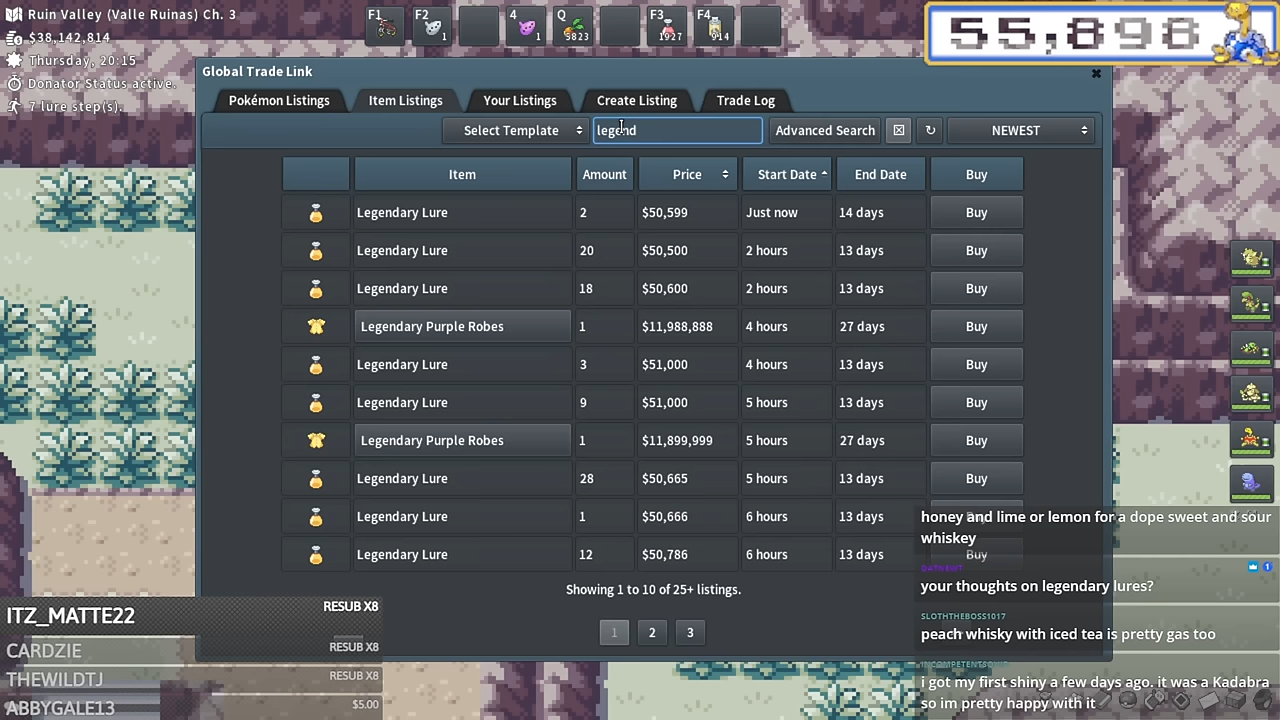 Ruin Valley (Valle Ruinas) Ch. 3
$38,142,814
Thursday, 20:15
Donator Status active.
7 lure step(s).
F1
F2
1
4
1
Q
9823
F3
1927
F4
914
55,898
Global Trade Link
Pokémon Listings
Item Listings
Your Listings
Create Listing
Trade Log
Select Template
legend
Advanced Search
NEWEST
Item Amount Price Start Date End Date Buy
Legendary Lure 2 $50,599 Just now 14 days Buy
Legendary Lure 20 $50,500 2 hours 13 days Buy
Legendary Lure 18 $50,600 2 hours 13 days Buy
Legendary Purple Robes 1 $11,988,888 4 hours 27 days Buy
Legendary Lure 3 $51,000 4 hours 13 days Buy
Legendary Lure 9 $51,000 5 hours 13 days Buy
Legendary Purple Robes 1 $11,899,999 5 hours 27 days Buy
Legendary Lure 28 $50,665 5 hours 13 days Buy
Legendary Lure 1 $50,666 6 hours 13 days
Legendary Lure 12 $50,786 6 hours 13 days Buy
Showing 1 to 10 of 25+ listings.
1 2 3
honey and lime or lemon for a dope sweet and sour
whiskey
1
your thoughts on legendary lures?
SLOTHTHEBOSS1017
peach whisky with iced tea is pretty gas too
i got my first shiny a few days ago. it was a Kadabra
so im pretty happy with it
ITZ_MATTE22 RESUB X8
CARDZIE RESUB X8
THEWILDTJ RESUB X8
ABBYGALE13 $5.00